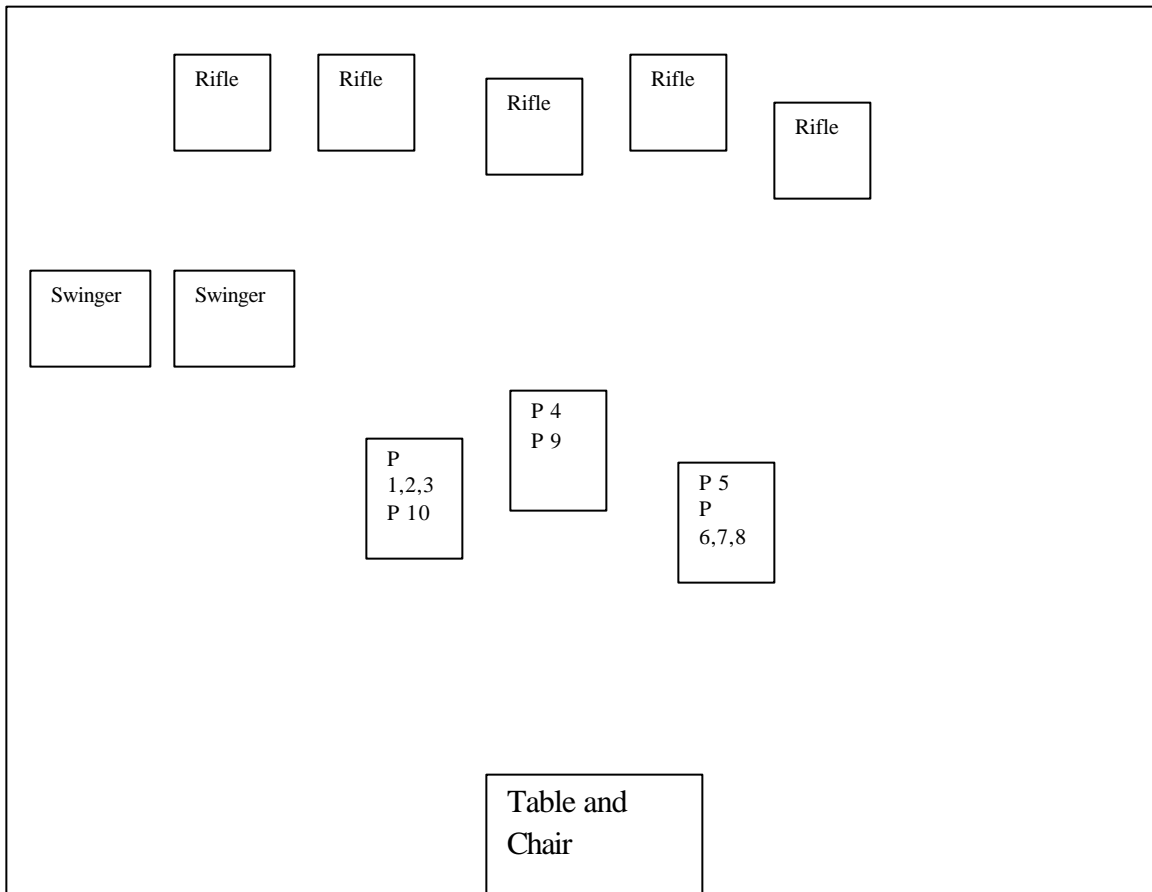 Rifle
Rifle
Rifle
Rifle
Rifle
Swinger
Swinger
P 4
P 9
P
1,2,3
P 10
P 5
P
6,7,8
Table and
Chair